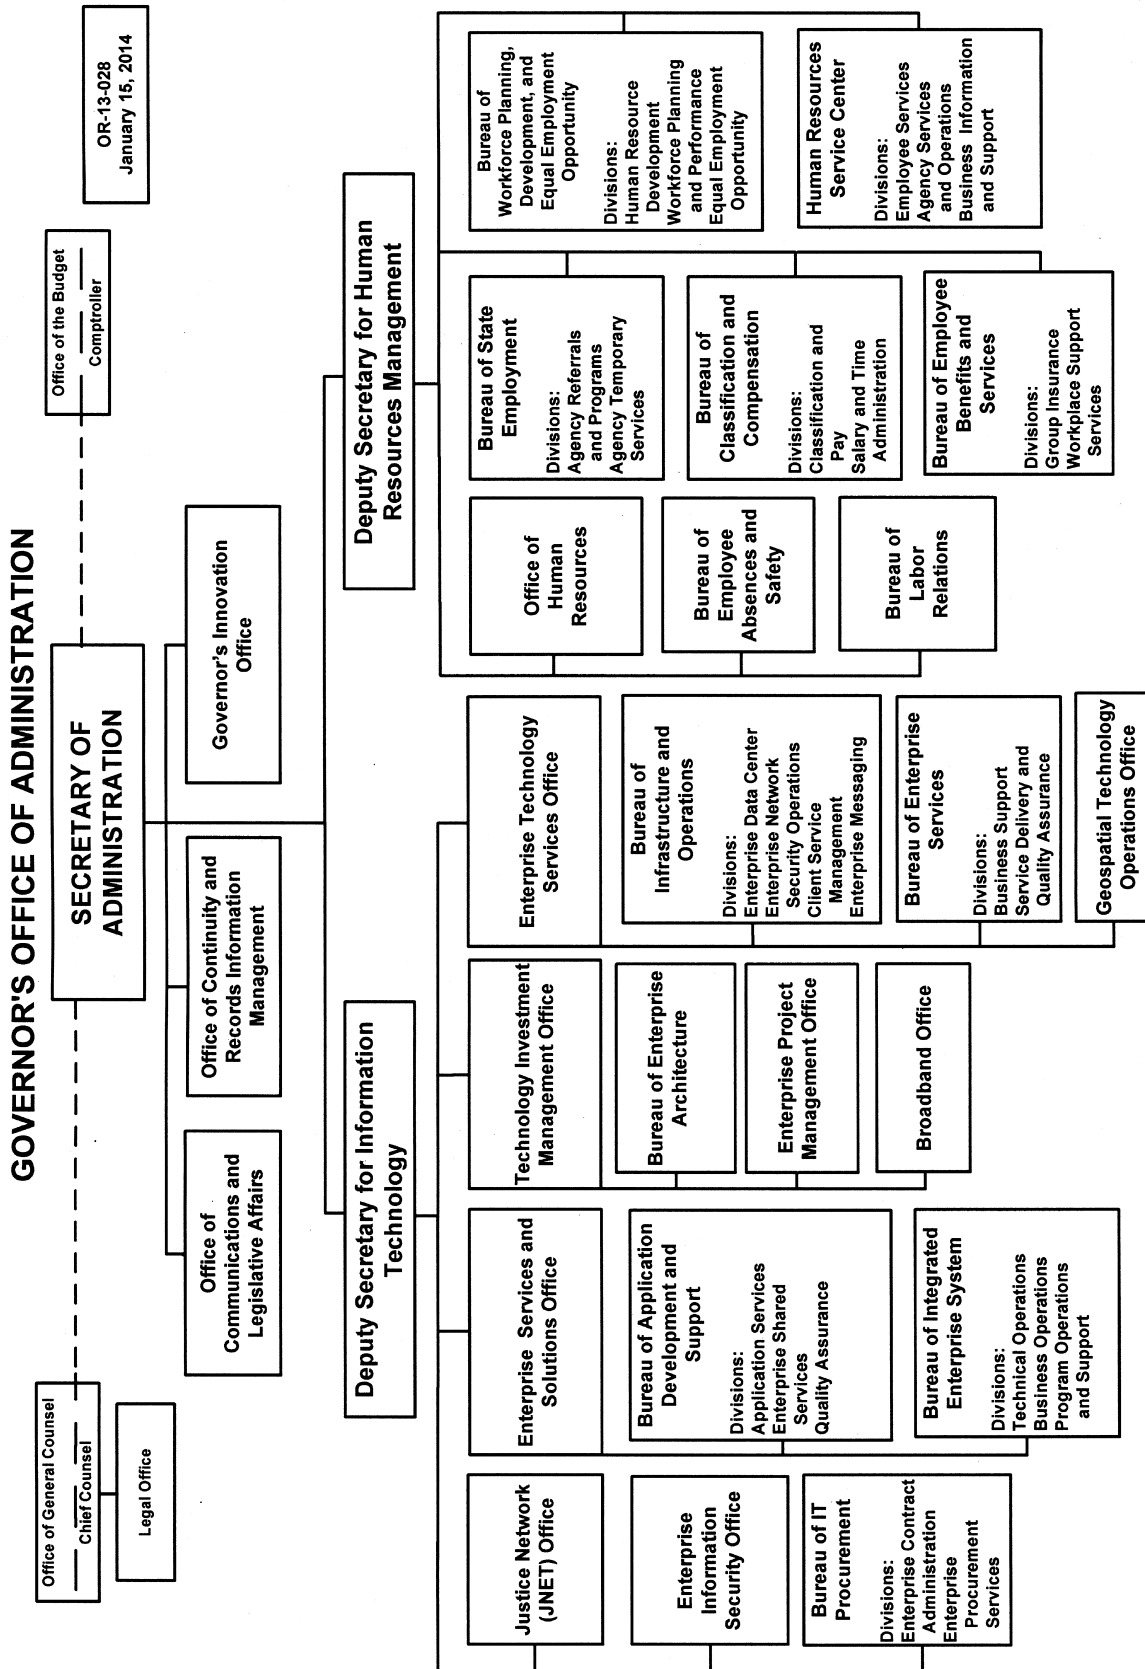 GOVERNOR'S OFFICE OF ADMINISTRATION
OR-13-028
January 15, 2014
Office of General Counsel
Chief Counsel
Legal Office
SECRETARY OF
ADMINISTRATION
Office of the Budget
Comptroller
Office of
Communications and
Legislative Affairs
Office of Continuity and
Records Information
Management
Governor's Innovation
Office
Deputy Secretary for Information
Technology
Deputy Secretary for Human
Resources Management
Justice Network
(JNET) Office
Enterprise
Information
Security Office
Bureau of IT
Procurement
Divisions:
Enterprise Contract
Administration
Enterprise
Procurement
Services
Enterprise Services and
Solutions Office
Bureau of Application
Development and
Support
Divisions:
Application Services
Enterprise Shared
Services
Quality Assurance
Bureau of Integrated
Enterprise System
Divisions:
Technical Operations
Business Operations
Program Operations
and Support
Technology Investment
Management Office
Bureau of Enterprise
Architecture
Enterprise Project
Management Office
Broadband Office
Enterprise Technology
Services Office
Bureau of
Infrastructure and
Operations
Divisions:
Enterprise Data Center
Enterprise Network
Security Operations
Client Service
Management
Enterprise Messaging
Bureau of Enterprise
Services
Divisions:
Business Support
Service Delivery and
Quality Assurance
Geospatial Technology
Operations Office
Office of
Human
Resources
Bureau of
Employee
Absences and
Safety
Bureau of
Labor
Relations
Bureau of State
Employment
Divisions:
Agency Referrals
and Programs
Agency Temporary
Services
Bureau of
Classification and
Compensation
Divisions:
Classification and
Pay
Salary and Time
Administration
Bureau of Employee
Benefits and
Services
Divisions:
Group Insurance
Workplace Support
Services
Bureau of
Workforce Planning,
Development, and
Equal Employment
Opportunity
Divisions:
Human Resource
Development
Workforce Planning
and Performance
Equal Employment
Opportunity
Human Resources
Service Center
Divisions:
Employee Services
Agency Services
and Operations
Business Information
and Support